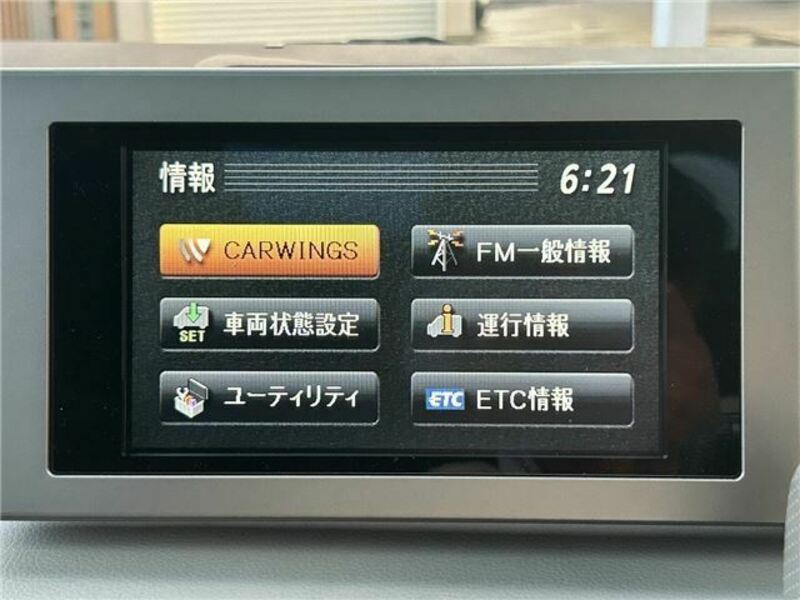 情報 6:21
CARWINGS FM一般情報
SET 車両状態設定 運行情報
ユーティリティ ETC ETC情報